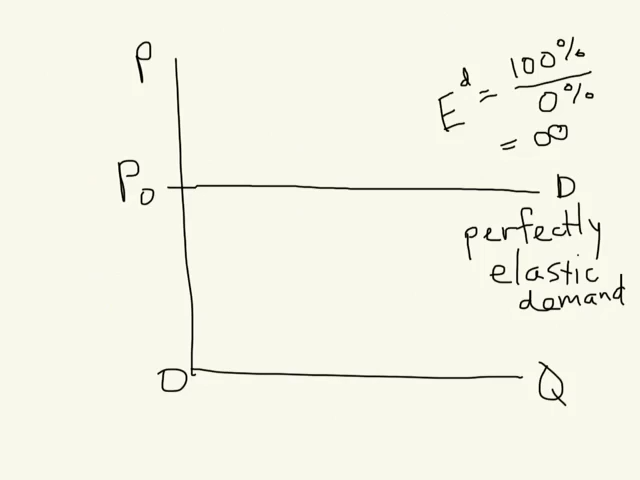 P
E^d = 100% / 0%
= ∞
P₀
D
perfectly
elastic
demand
0
Q